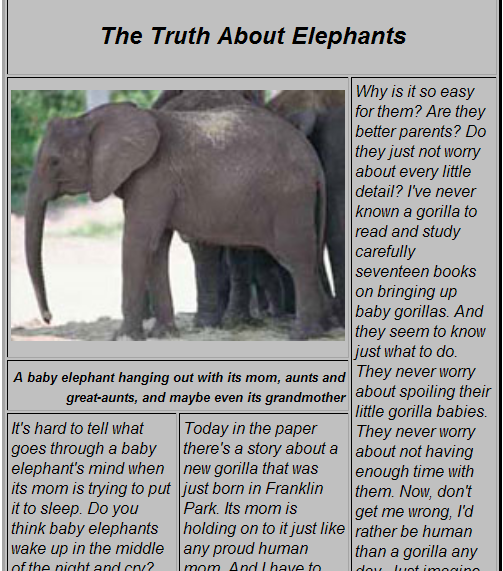 The Truth About Elephants
A baby elephant hanging out with its mom, aunts and
great-aunts, and maybe even its grandmother
It's hard to tell what
goes through a baby
elephant's mind when
its mom is trying to put
it to sleep. Do you
think baby elephants
wake up in the middle
of the night and cry?
Today in the paper
there's a story about a
new gorilla that was
just born in Franklin
Park. Its mom is
holding on to it just like
any proud human
mom. And I have to
Why is it so easy
for them? Are they
better parents? Do
they just not worry
about every little
detail? I've never
known a gorilla to
read and study
carefully
seventeen books
on bringing up
baby gorillas. And
they seem to know
just what to do.
They never worry
about spoiling their
little gorilla babies.
They never worry
about not having
enough time with
them. Now, don't
get me wrong, I'd
rather be human
than a gorilla any
day. Just imagine